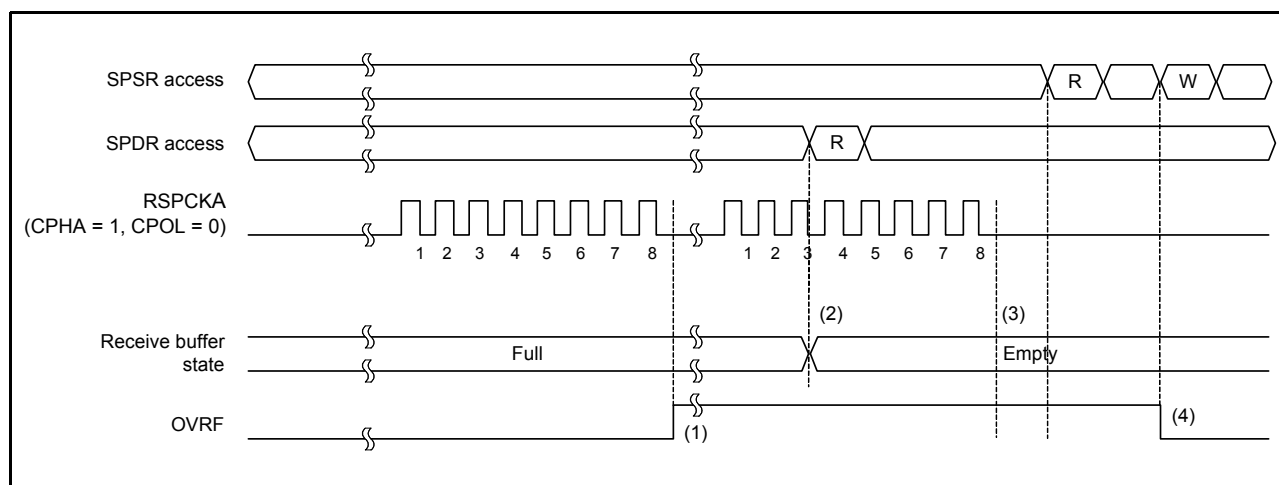 SPSR access
R
W
SPDR access
R
RSPCKA
(CPHA = 1, CPOL = 0)
1 2 3 4 5 6 7 8
1 2 3 4 5 6 7 8
(2)
(3)
Receive buffer
state
Full
Empty
OVRF
(1)
(4)